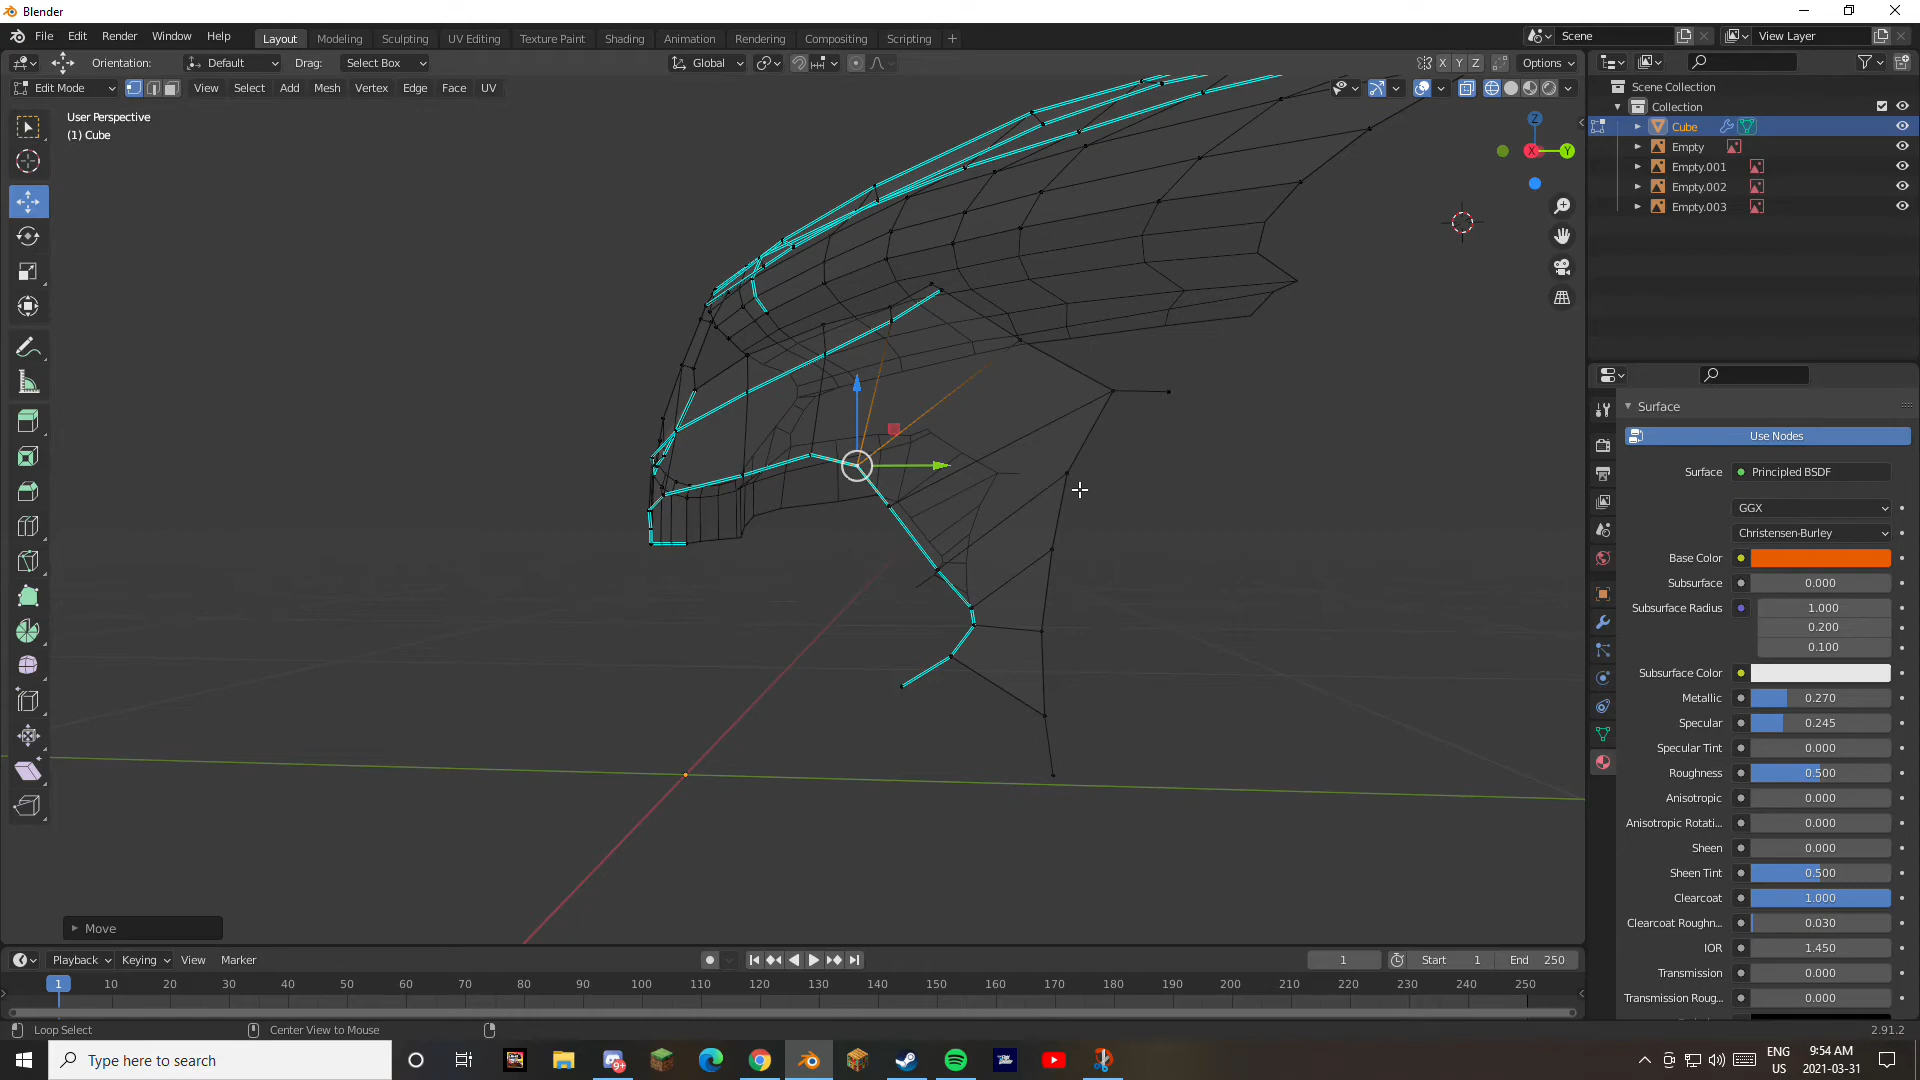 Blender
File Edit Render Window Help
Layout Modeling Sculpting UV Editing Texture Paint Shading Animation Rendering Compositing Scripting +
Scene
View Layer
Orientation: Default Drag: Select Box
Global
X Y Z Options
Edit Mode View Select Add Mesh Vertex Edge Face UV
User Perspective
(1) Cube
Z
X
Y
Scene Collection
Collection
Cube
Empty
Empty.001
Empty.002
Empty.003
Surface
Use Nodes
Surface Principled BSDF
GGX
Christensen-Burley
Base Color
Subsurface 0.000
Subsurface Radius 1.000
0.200
0.100
Subsurface Color
Metallic 0.270
Specular 0.245
Specular Tint 0.000
Roughness 0.500
Anisotropic 0.000
Anisotropic Rotati... 0.000
Sheen 0.000
Sheen Tint 0.500
Clearcoat 1.000
Clearcoat Roughn... 0.030
IOR 1.450
Transmission 0.000
Transmission Roug... 0.000
Move
Playback Keying View Marker
1 Start 1 End 250
1 10 20 30 40 50 60 70 80 90 100 110 120 130 140 150 160 170 180 190 200 210 220 230 240 250
Loop Select Center View to Mouse 2.91.2
Type here to search
ENG
US
9:54 AM
2021-03-31